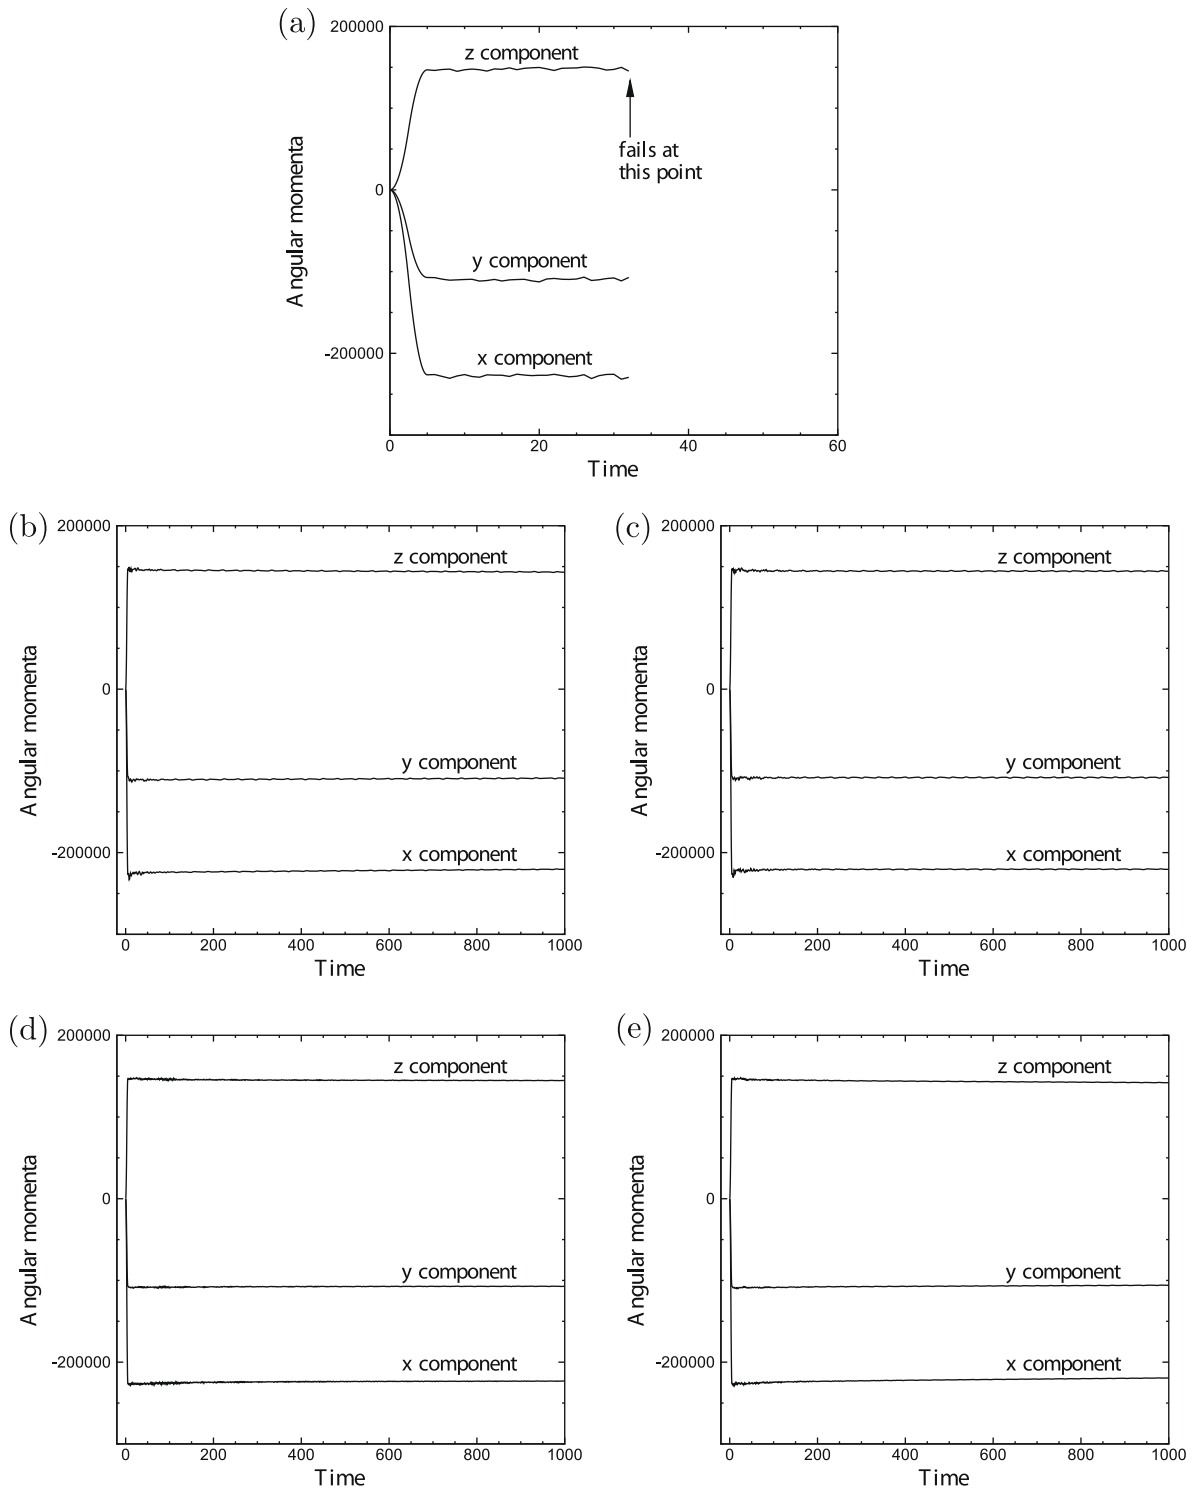 (a)
200000
z component
fails at
this point
0
y component
-200000
x component
Angular momenta
0 20 40 60
Time
(b)
200000
z component
0
y component
-200000
x component
Angular momenta
0 200 400 600 800 1000
Time
(c)
200000
z component
0
y component
-200000
x component
Angular momenta
0 200 400 600 800 1000
Time
(d)
200000
z component
0
y component
-200000
x component
Angular momenta
0 200 400 600 800 1000
Time
(e)
200000
z component
0
y component
-200000
x component
Angular momenta
0 200 400 600 800 1000
Time